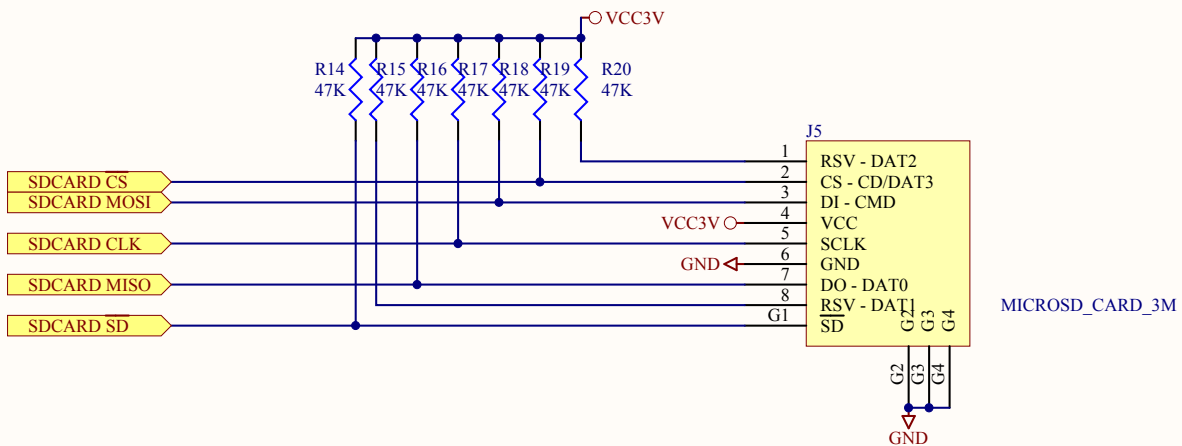 VCC3V
R14 R15 R16 R17 R18 R19 R20
47K 47K 47K 47K 47K 47K 47K
J5
1 RSV - DAT2
SDCARD C̅S̅ 2 CS - CD/DAT3
SDCARD MOSI 3 DI - CMD
VCC3V 4 VCC
SDCARD CLK 5 SCLK
GND 6 GND
SDCARD MISO 7 DO - DAT0
8 RSV - DAT1 MICROSD_CARD_3M
SDCARD S̅D̅ G1 S̅D̅
G2 G3 G4
G2 G3 G4
GND